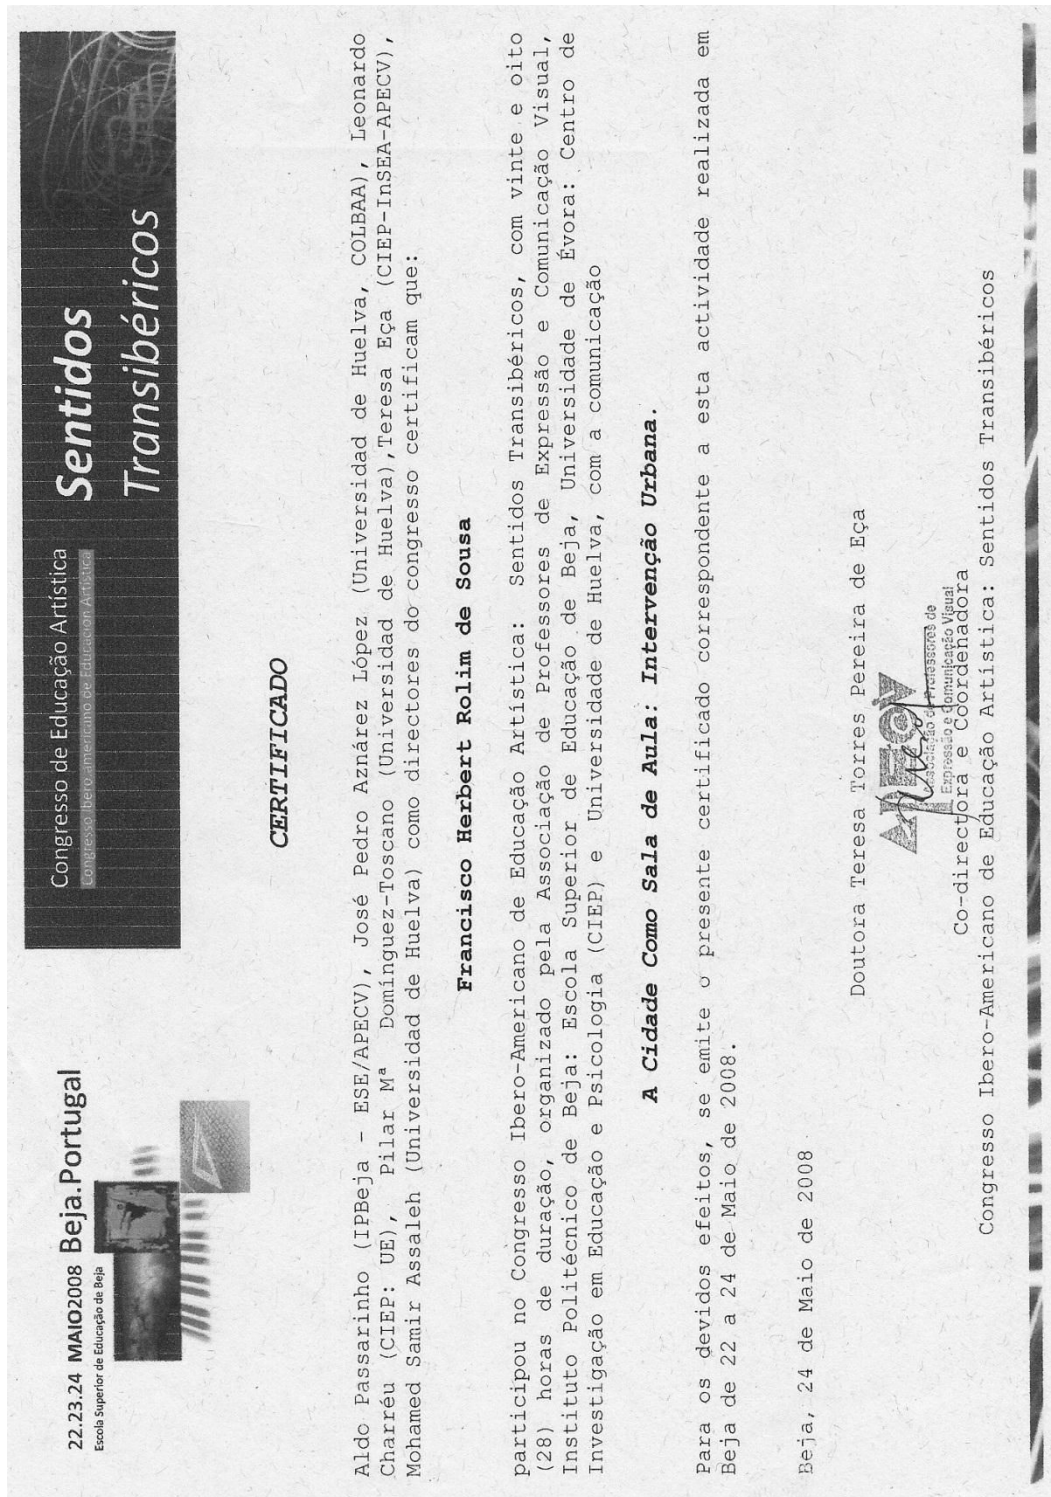 22.23.24 MAIO2008 Beja.Portugal
Escola Superior de Educação de Beja
Congresso de Educação Artística
Congresso Ibero-americano de Educación Artística
Sentidos
Transibéricos
CERTIFICADO
Aldo Passarinho (IPBeja - ESE/APECV), José Pedro Aznárez López (Universidad de Huelva, COLBAA), Leonardo
Charréu (CIEP: UE), Pilar Mª Domínguez-Toscano (Universidad de Huelva),Teresa Eça (CIEP-InSEA-APECV),
Mohamed Samir Assaleh (Universidad de Huelva) como directores do congresso certificam que:
Francisco Herbert Rolim de Sousa
participou no Congresso Ibero-Americano de Educação Artística: Sentidos Transibéricos, com vinte e oito
(28) horas de duração, organizado pela Associação de Professores de Expressão e Comunicação Visual,
Instituto Politécnico de Beja: Escola Superior de Educação de Beja, Universidade de Évora: Centro de
Investigação em Educação e Psicologia (CIEP) e Universidade de Huelva, com a comunicação
A Cidade Como Sala de Aula: Intervenção Urbana.
Para os devidos efeitos, se emite o presente certificado correspondente a esta actividade realizada em
Beja de 22 a 24 de Maio de 2008.
Beja, 24 de Maio de 2008
Doutora Teresa Torres Pereira de Eça
APECV
Associação de Professores de
Expressão e Comunicação Visual
Co-directora e Coordenadora
Congresso Ibero-Americano de Educação Artística: Sentidos Transibéricos